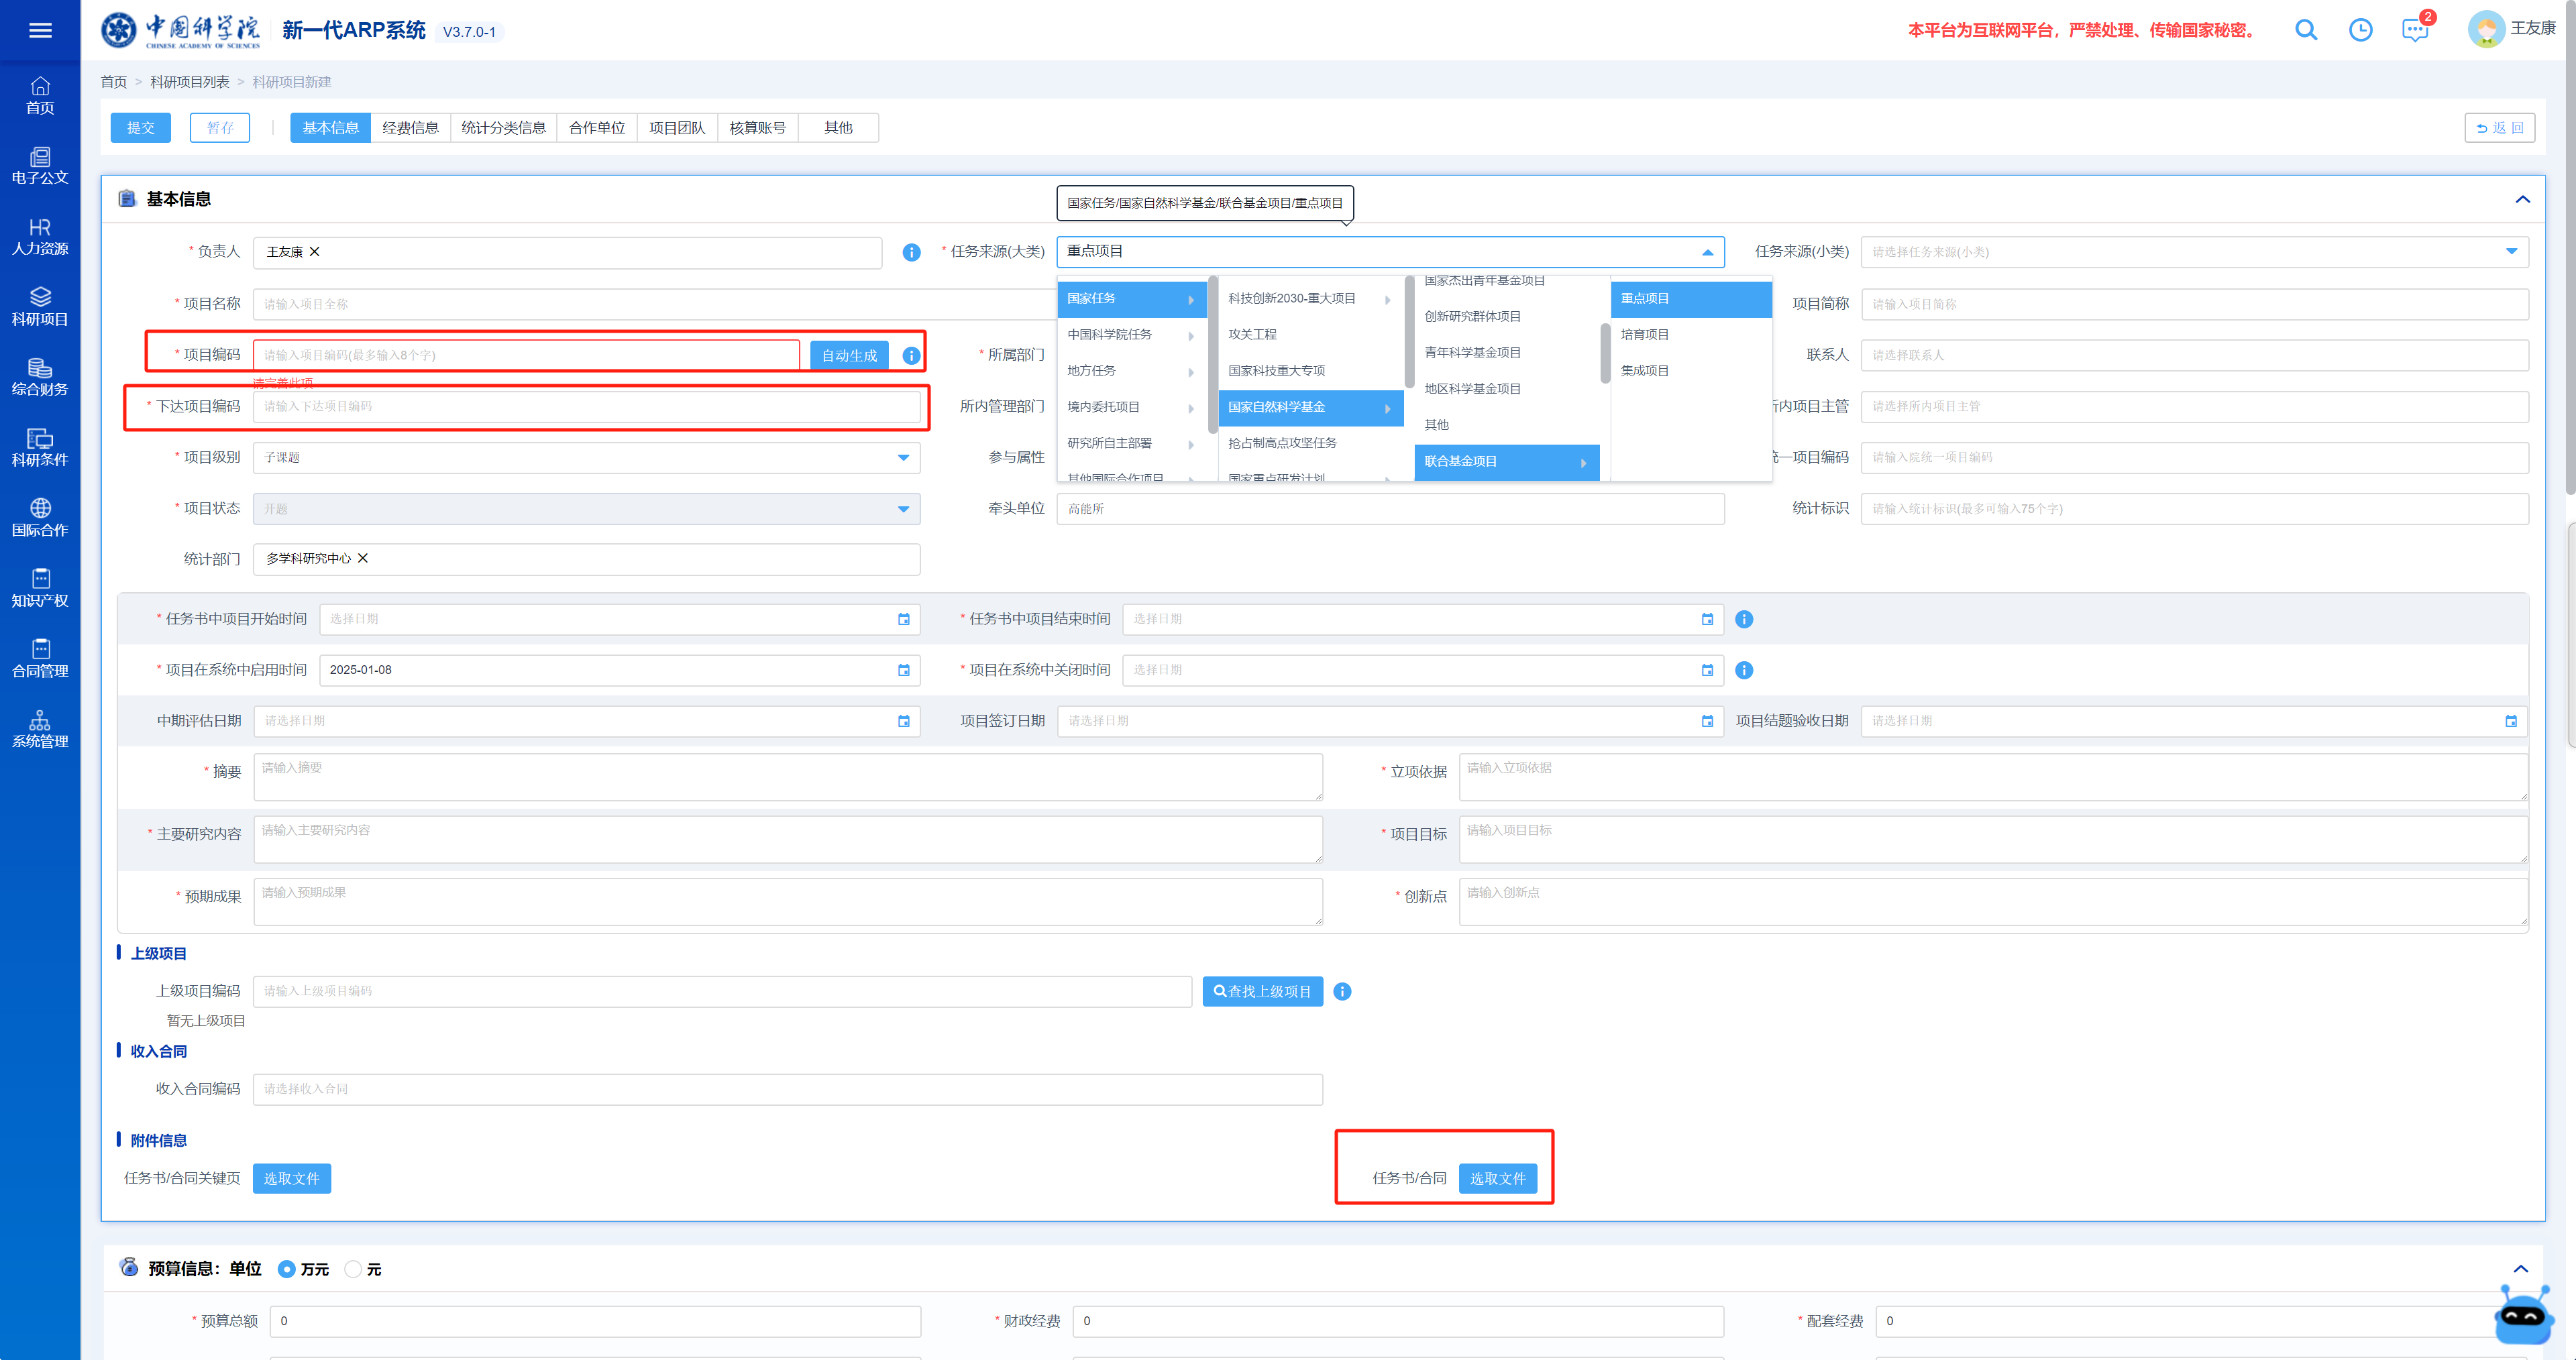 中国科学院
CHINESE ACADEMY OF SCIENCES
新一代ARP系统
V3.7.0-1
本平台为互联网平台，严禁处理、传输国家秘密。
2
王友康
首页
电子公文
HR
人力资源
科研项目
综合财务
科研条件
国际合作
知识产权
合同管理
系统管理
首页 > 科研项目列表 > 科研项目新建
提交
暂存
基本信息
经费信息
统计分类信息
合作单位
项目团队
核算账号
其他
返 回
基本信息
国家任务/国家自然科学基金/联合基金项目/重点项目
* 负责人 王友康
* 任务来源(大类) 重点项目
任务来源(小类) 请选择任务来源(小类)
* 项目名称 请输入项目全称
项目简称 请输入项目简称
* 项目编码 请输入项目编码(最多输入8个字) 自动生成
请完善此项
* 所属部门
联系人 请选择联系人
* 下达项目编码 请输入下达项目编码
所内管理部门
所内项目主管 请选择所内项目主管
* 项目级别 子课题
参与属性
统一项目编码 请输入院统一项目编码
国家任务
中国科学院任务
地方任务
境内委托项目
研究所自主部署
其他国际合作项目
科技创新2030-重大项目
攻关工程
国家科技重大专项
国家自然科学基金
抢占制高点攻坚任务
国家重点研发计划
国家杰出青年基金项目
创新研究群体项目
青年科学基金项目
地区科学基金项目
其他
联合基金项目
重点项目
培育项目
集成项目
* 项目状态 开题
牵头单位 高能所
统计标识 请输入统计标识(最多可输入75个字)
统计部门 多学科研究中心
* 任务书中项目开始时间 选择日期
* 任务书中项目结束时间 选择日期
* 项目在系统中启用时间 2025-01-08
* 项目在系统中关闭时间 选择日期
中期评估日期 请选择日期
项目签订日期 请选择日期
项目结题验收日期 请选择日期
* 摘要 请输入摘要
* 立项依据 请输入立项依据
* 主要研究内容 请输入主要研究内容
* 项目目标 请输入项目目标
* 预期成果 请输入预期成果
* 创新点 请输入创新点
上级项目
上级项目编码 请输入上级项目编码 查找上级项目
暂无上级项目
收入合同
收入合同编码 请选择收入合同
附件信息
任务书/合同关键页 选取文件
任务书/合同 选取文件
预算信息：单位 万元 元
* 预算总额 0
* 财政经费 0
* 配套经费 0